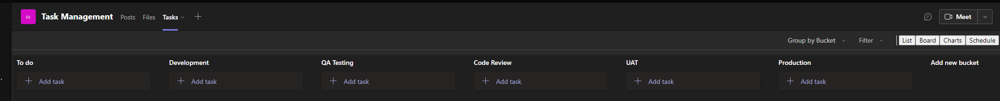 At Task Management Posts Files Tasks Meet
Group by Bucket Filter List Board Charts Schedule
To do Development QA Testing Code Review UAT Production Add new bucket
Add task Add task Add task Add task Add task Add task